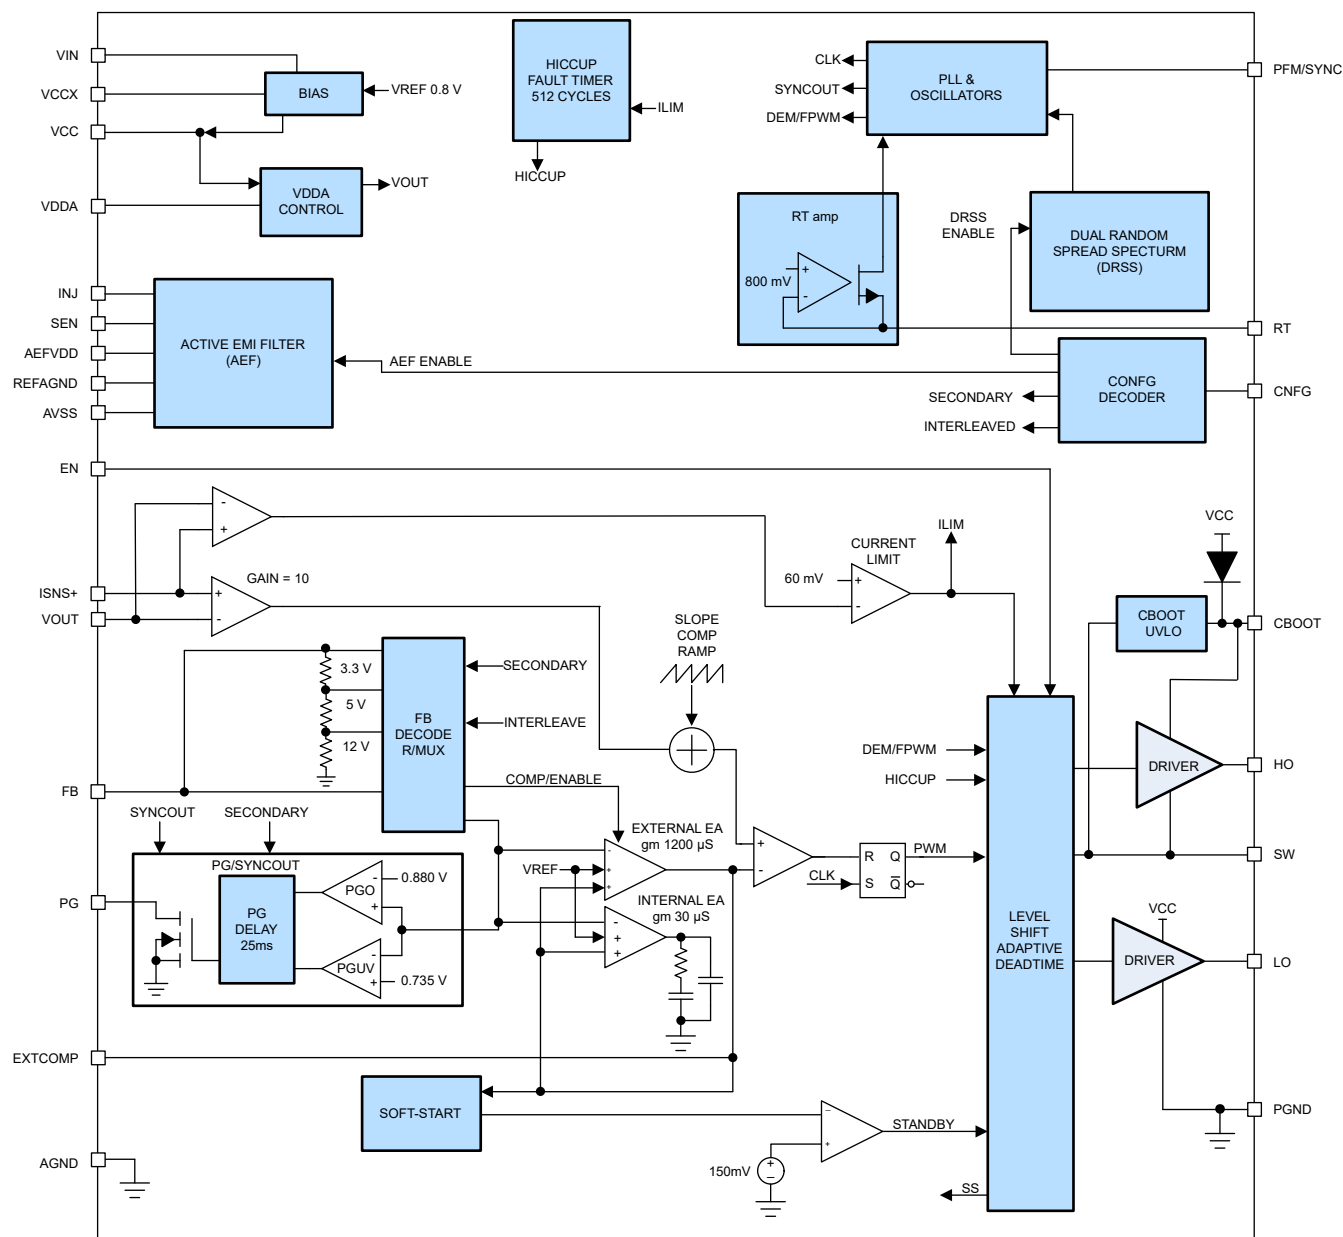 VIN
VCCX
VCC
VDDA
BIAS
VREF 0.8 V
VDDA
CONTROL
VOUT
HICCUP
FAULT TIMER
512 CYCLES
ILIM
HICCUP
CLK
SYNCOUT
DEM/FPWM
PLL &
OSCILLATORS
PFM/SYNC
RT amp
800 mV
+
-
DRSS
ENABLE
DUAL RANDOM
SPREAD SPECTURM
(DRSS)
RT
INJ
SEN
AEFVDD
REFAGND
AVSS
ACTIVE EMI FILTER
(AEF)
AEF ENABLE
SECONDARY
INTERLEAVED
CONFG
DECODER
CNFG
EN
-
+
ISNS+
VOUT
GAIN = 10
+
-
CURRENT
LIMIT
60 mV
+
-
ILIM
VCC
CBOOT
UVLO
CBOOT
SLOPE
COMP
RAMP
3.3 V
5 V
12 V
FB
DECODE
R/MUX
SECONDARY
INTERLEAVE
COMP/ENABLE
FB
SYNCOUT
SECONDARY
PG/SYNCOUT
PG
PG
DELAY
25ms
PGO
-
+
0.880 V
PGUV
-
+
0.735 V
EXTERNAL EA
gm 1200 µS
VREF
-
+
+
INTERNAL EA
gm 30 µS
-
+
+
+
-
CLK
R
Q
S
Q̅
PWM
DEM/FPWM
HICCUP
LEVEL
SHIFT
ADAPTIVE
DEADTIME
DRIVER
HO
SW
VCC
DRIVER
LO
PGND
EXTCOMP
SOFT-START
150mV
+
−
−
+
STANDBY
SS
AGND